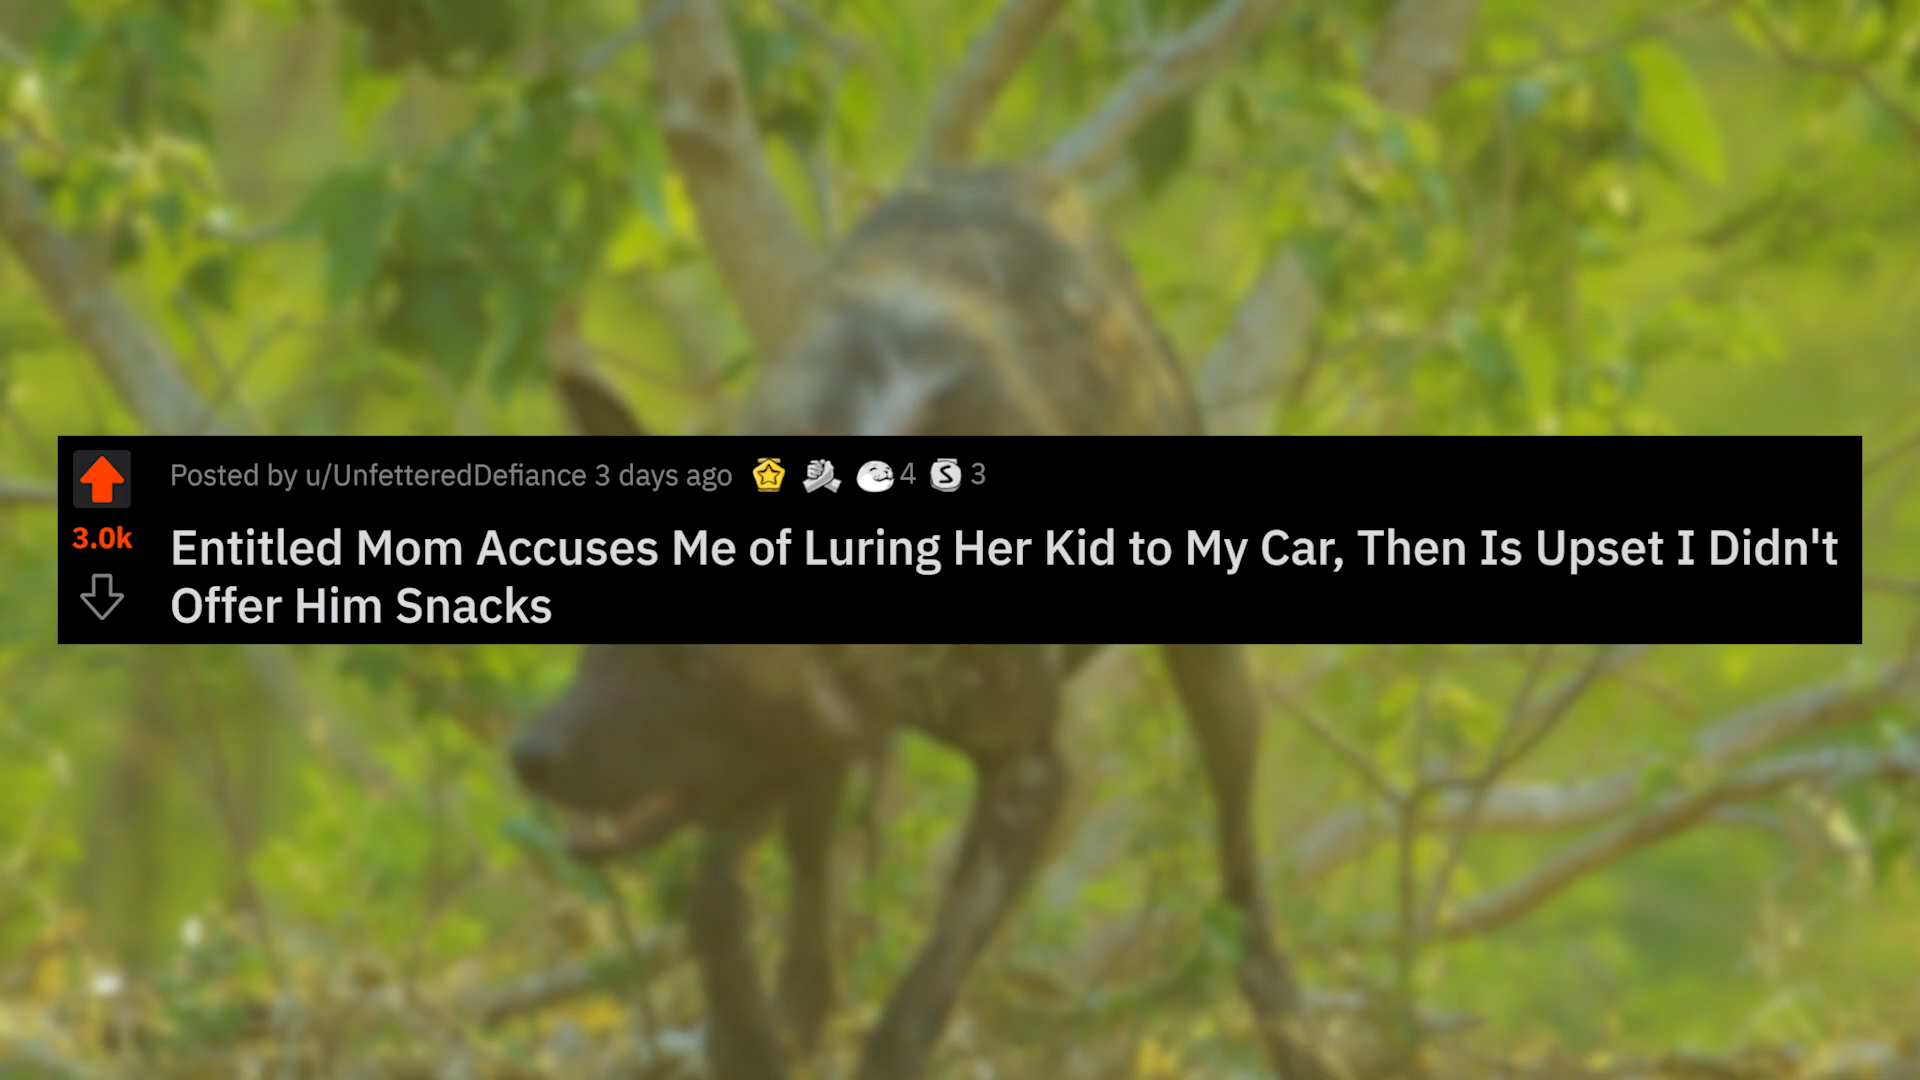 Posted by u/UnfetteredDefiance 3 days ago 4 S 3
3.0k
Entitled Mom Accuses Me of Luring Her Kid to My Car, Then Is Upset I Didn't
Offer Him Snacks